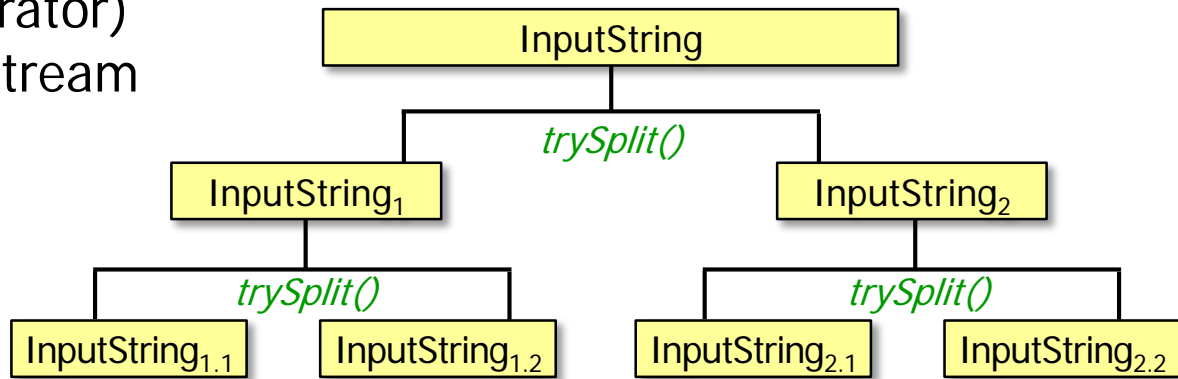 rator)
tream
InputString
trySplit()
InputString₁
InputString₂
trySplit()
trySplit()
InputString₁.₁
InputString₁.₂
InputString₂.₁
InputString₂.₂